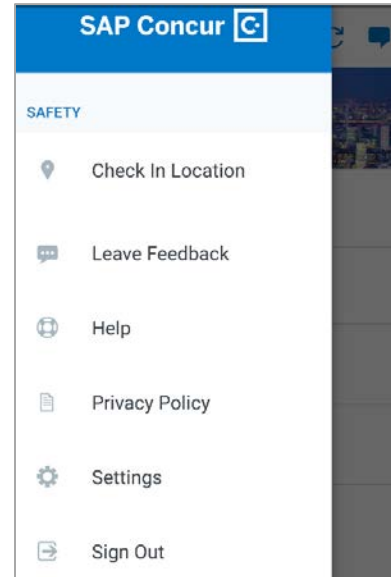 SAP Concur C
SAFETY
Check In Location
Leave Feedback
Help
Privacy Policy
Settings
Sign Out